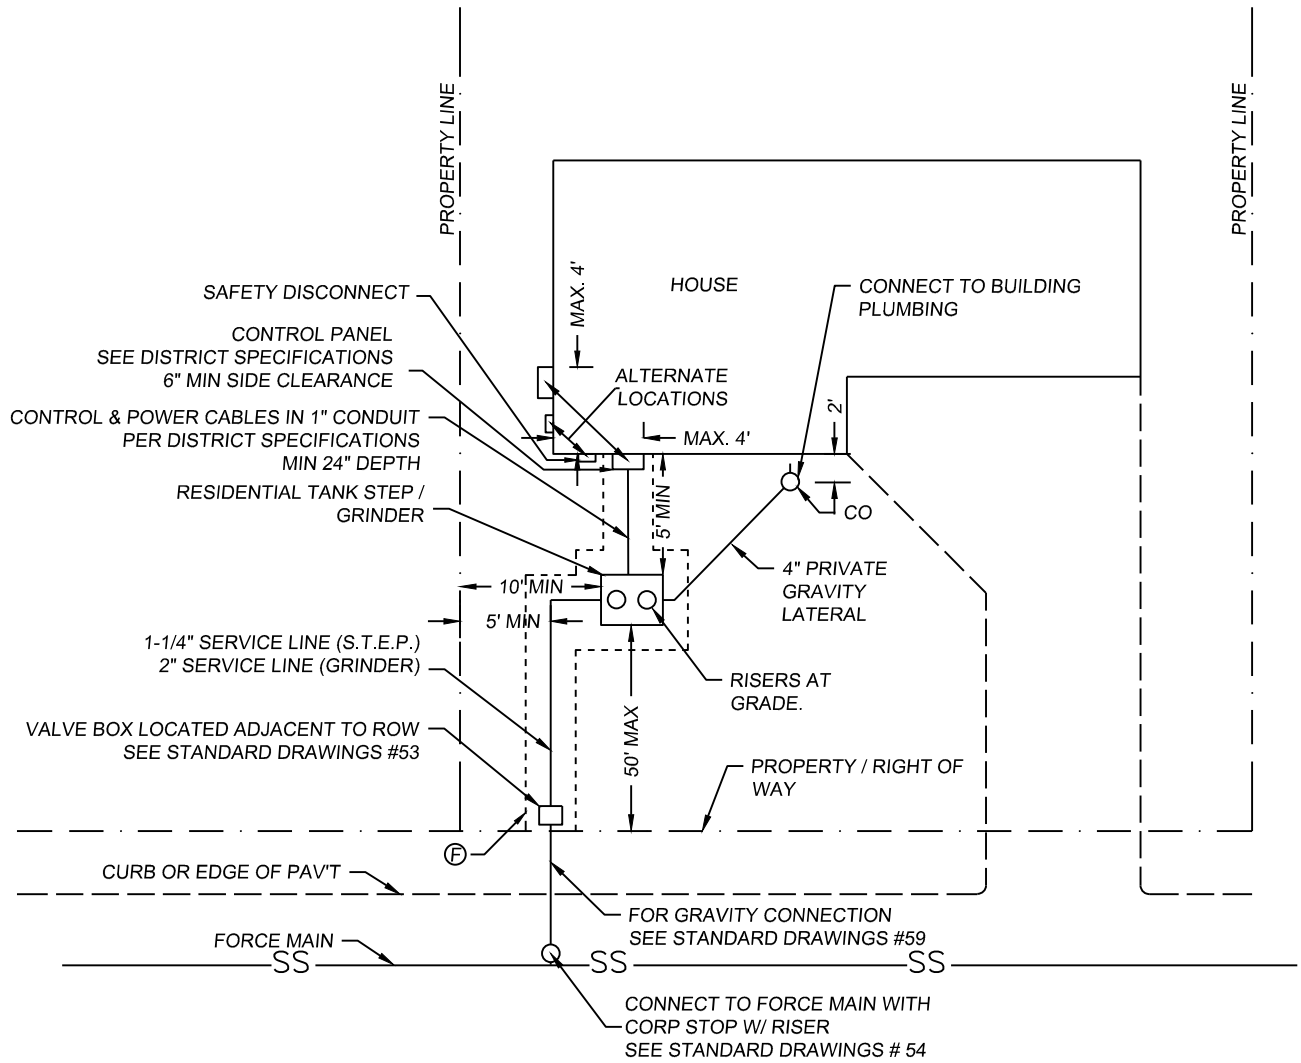 PROPERTY LINE
PROPERTY LINE
HOUSE
SAFETY DISCONNECT
MAX. 4'
CONNECT TO BUILDING
PLUMBING
CONTROL PANEL
SEE DISTRICT SPECIFICATIONS
6" MIN SIDE CLEARANCE
ALTERNATE
LOCATIONS
2'
CONTROL & POWER CABLES IN 1" CONDUIT
PER DISTRICT SPECIFICATIONS
MIN 24" DEPTH
MAX. 4'
RESIDENTIAL TANK STEP /
GRINDER
5' MIN
CO
4" PRIVATE
GRAVITY
LATERAL
10' MIN
5' MIN
1-1/4" SERVICE LINE (S.T.E.P.)
2" SERVICE LINE (GRINDER)
RISERS AT
GRADE.
VALVE BOX LOCATED ADJACENT TO ROW
SEE STANDARD DRAWINGS #53
50' MAX
PROPERTY / RIGHT OF
WAY
F
CURB OR EDGE OF PAV'T
FOR GRAVITY CONNECTION
SEE STANDARD DRAWINGS #59
FORCE MAIN
SS
SS
SS
CONNECT TO FORCE MAIN WITH
CORP STOP W/ RISER
SEE STANDARD DRAWINGS # 54